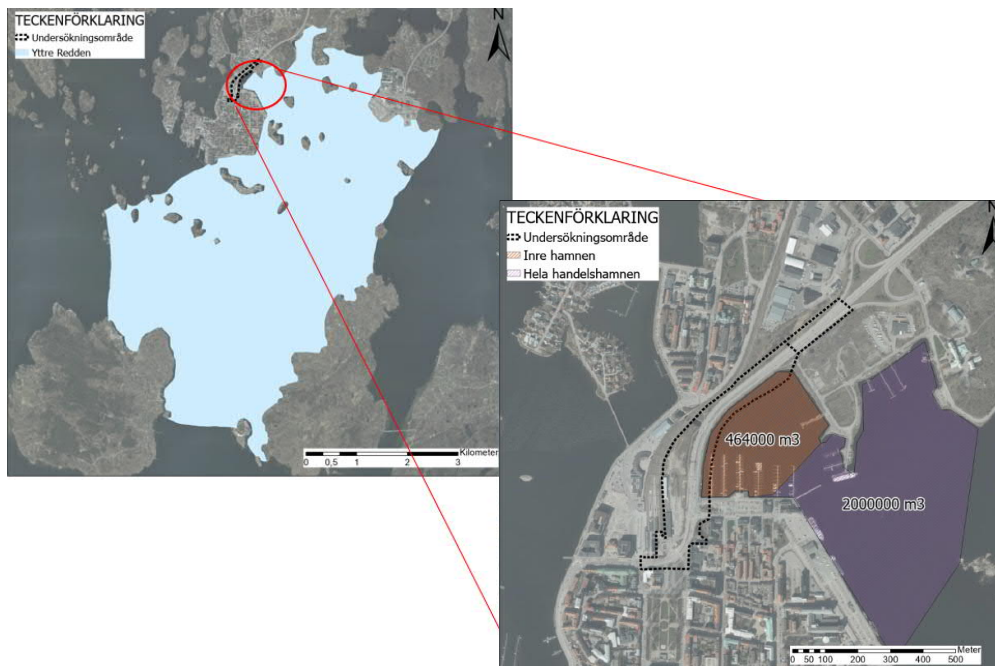 TECKENFÖRKLARING
Undersökningsområde
Yttre Redden
N
Kilometer
0 0,5 1 2 3
TECKENFÖRKLARING
Undersökningsområde
Inre hamnen
Hela handelshamnen
N
464000 m3
2000000 m3
Meter
0 50 100 200 300 400 500